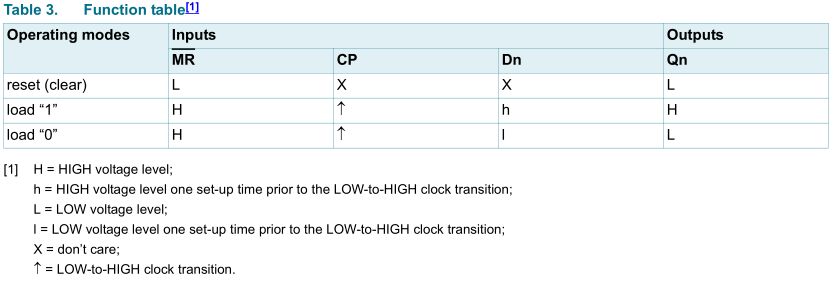 Table 3. Function table[1]
Operating modes Inputs Outputs
MR CP Dn Qn
reset (clear) L X X L
load “1” H ↑ h H
load “0” H ↑ l L
[1] H = HIGH voltage level;
h = HIGH voltage level one set-up time prior to the LOW-to-HIGH clock transition;
L = LOW voltage level;
l = LOW voltage level one set-up time prior to the LOW-to-HIGH clock transition;
X = don’t care;
↑ = LOW-to-HIGH clock transition.